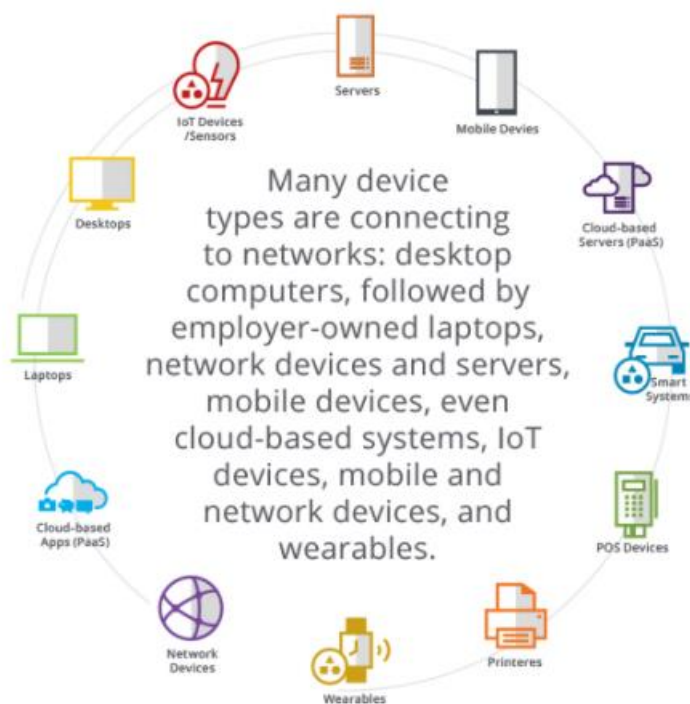 Servers
IoT Devices
/Sensors
Mobile Devies
Desktops
Cloud-based
Servers (PaaS)
Many device
types are connecting
to networks: desktop
computers, followed by
employer-owned laptops,
network devices and servers,
mobile devices, even
cloud-based systems, IoT
devices, mobile and
network devices, and
wearables.
Laptops
Smart
Systems
Cloud-based
Apps (PaaS)
POS Devices
Network
Devices
Printeres
Wearables